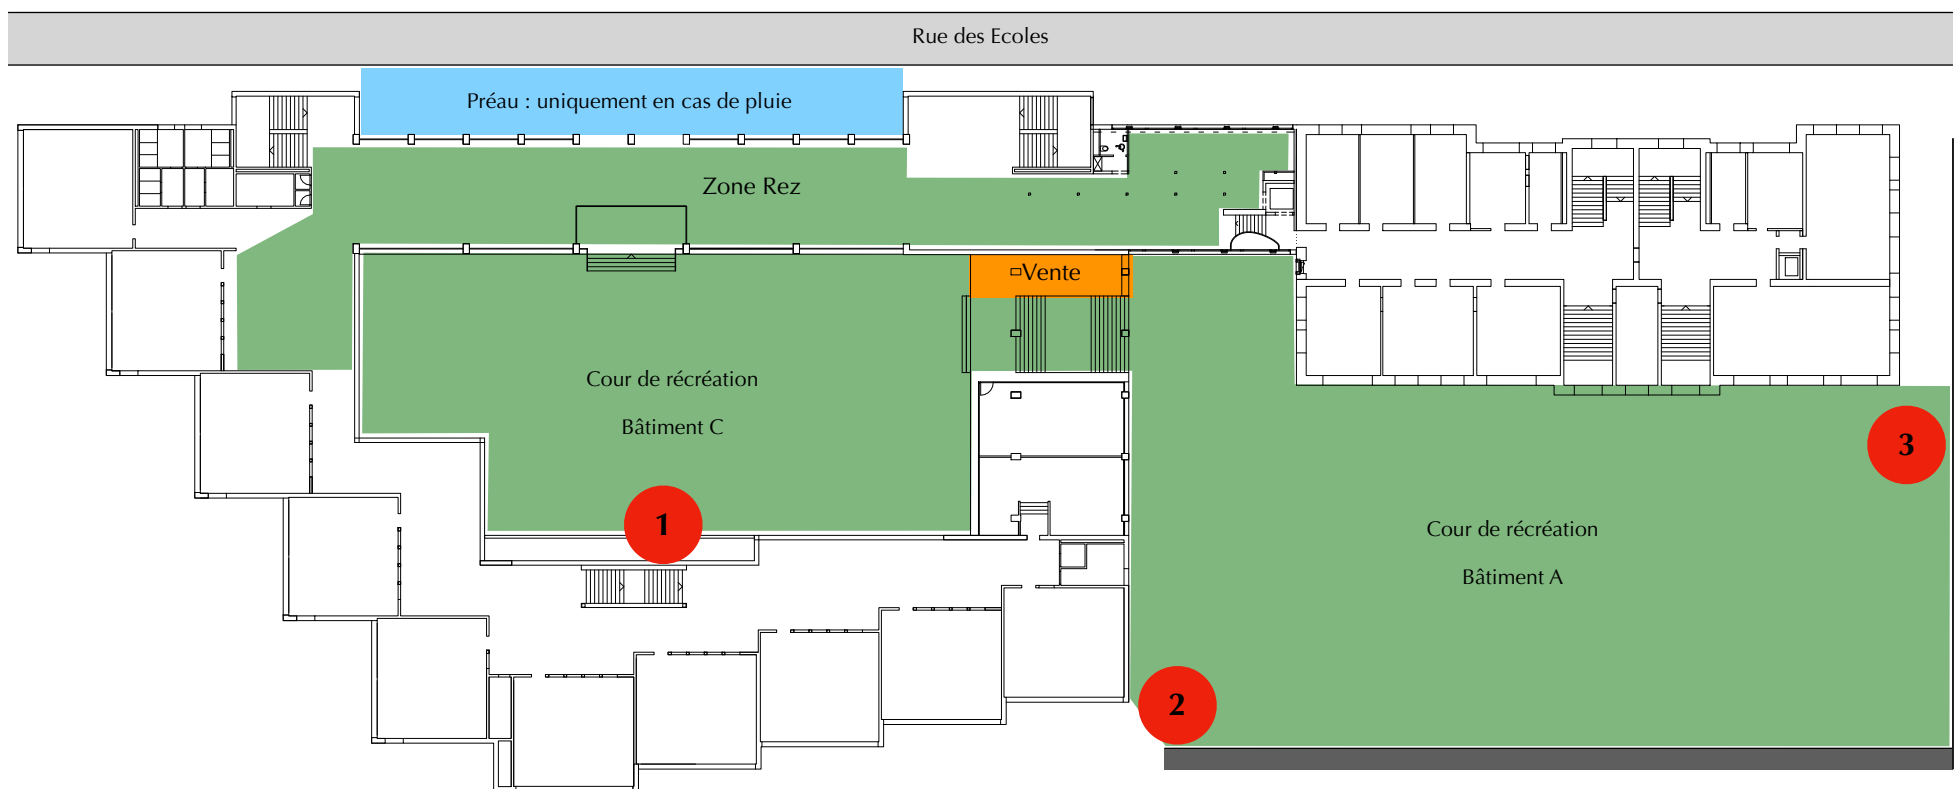 Rue des Ecoles
Préau : uniquement en cas de pluie
Zone Rez
Vente
Cour de récréation
Bâtiment C
1
2
3
Cour de récréation
Bâtiment A